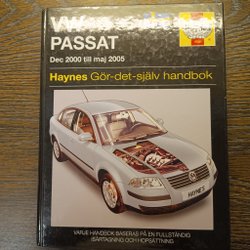 VW
PASSAT
Dec 2000 till maj 2005
Haynes Gör-det-själv handbok
HAYNES
VARJE HANDBOK BASERAS PÅ EN FULLSTÄNDIG
ISÄRTAGNING OCH HOPSÄTTNING